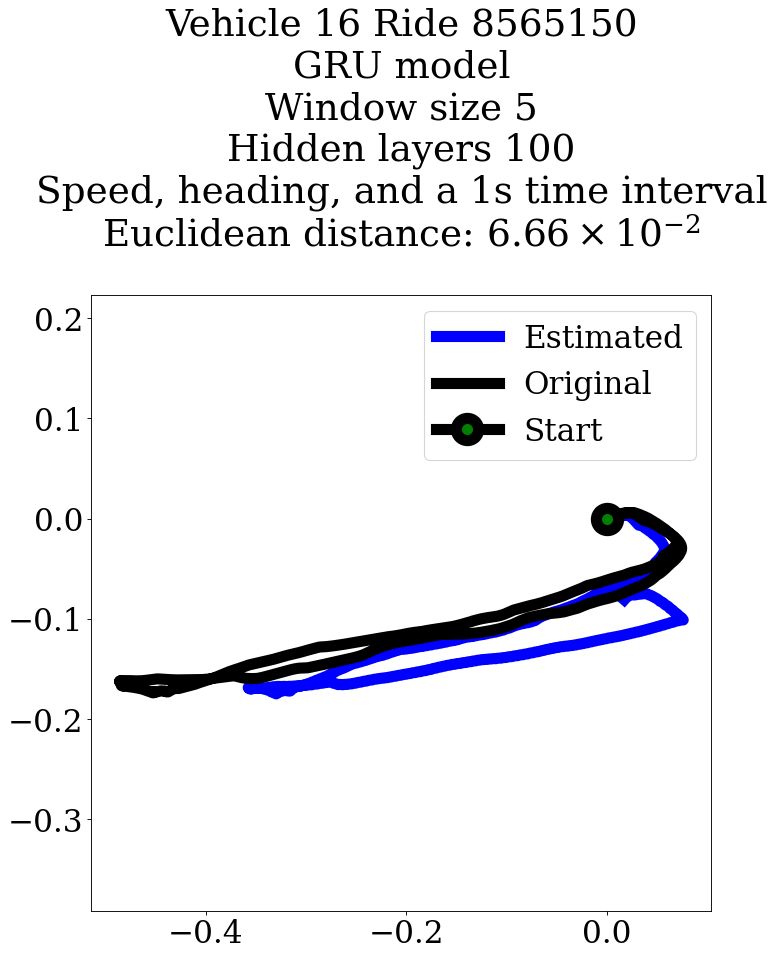 Vehicle 16 Ride 8565150
GRU model
Window size 5
Hidden layers 100
Speed, heading, and a 1s time interval
Euclidean distance: 6.66 × 10⁻²
Estimated
Original
Start
0.2
0.1
0.0
−0.1
−0.2
−0.3
−0.4
−0.2
0.0